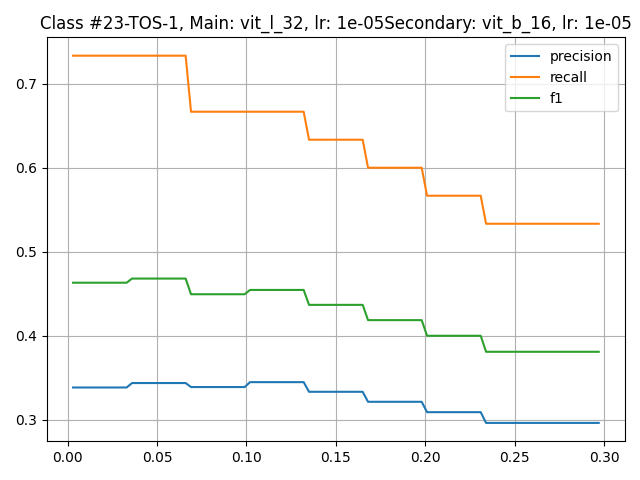 Class #23-TOS-1, Main: vit_l_32, lr: 1e-05Secondary: vit_b_16, lr: 1e-05
precision
recall
f1
0.7
0.6
0.5
0.4
0.3
0.00 0.05 0.10 0.15 0.20 0.25 0.30